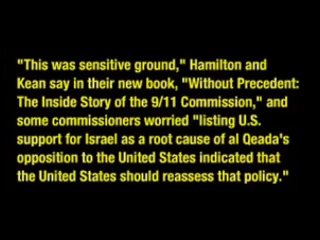 "This was sensitive ground," Hamilton and
Kean say in their new book, "Without Precedent:
The Inside Story of the 9/11 Commission," and
some commissioners worried "listing U.S.
support for Israel as a root cause of al Qeada's
opposition to the United States indicated that
the United States should reassess that policy."